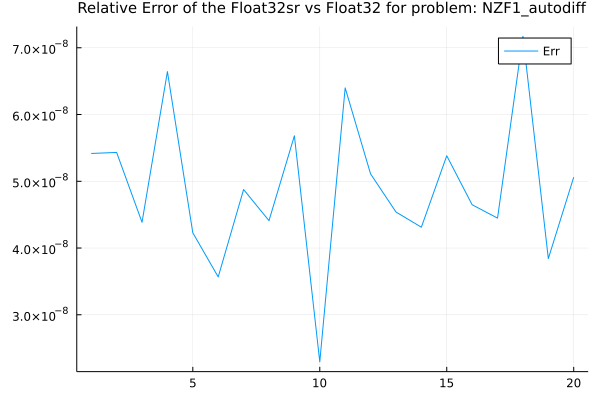 Relative Error of the Float32sr vs Float32 for problem: NZF1_autodiff
Err
7.0×10⁻⁸
6.0×10⁻⁸
5.0×10⁻⁸
4.0×10⁻⁸
3.0×10⁻⁸
5 10 15 20